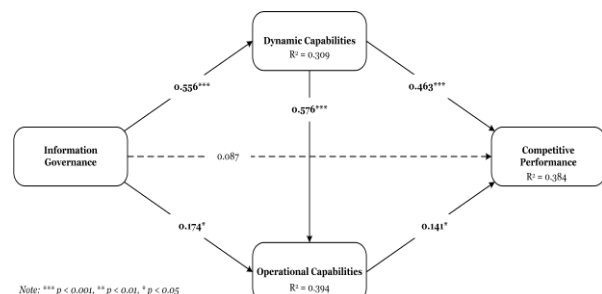 Dynamic Capabilities
R² = 0.309
0.556***
0.463***
0.576***
Information
Governance
0.087
Competitive
Performance
R² = 0.384
0.174*
0.141*
Operational Capabilities
R² = 0.394
Note: *** p < 0.001, ** p < 0.01, * p < 0.05